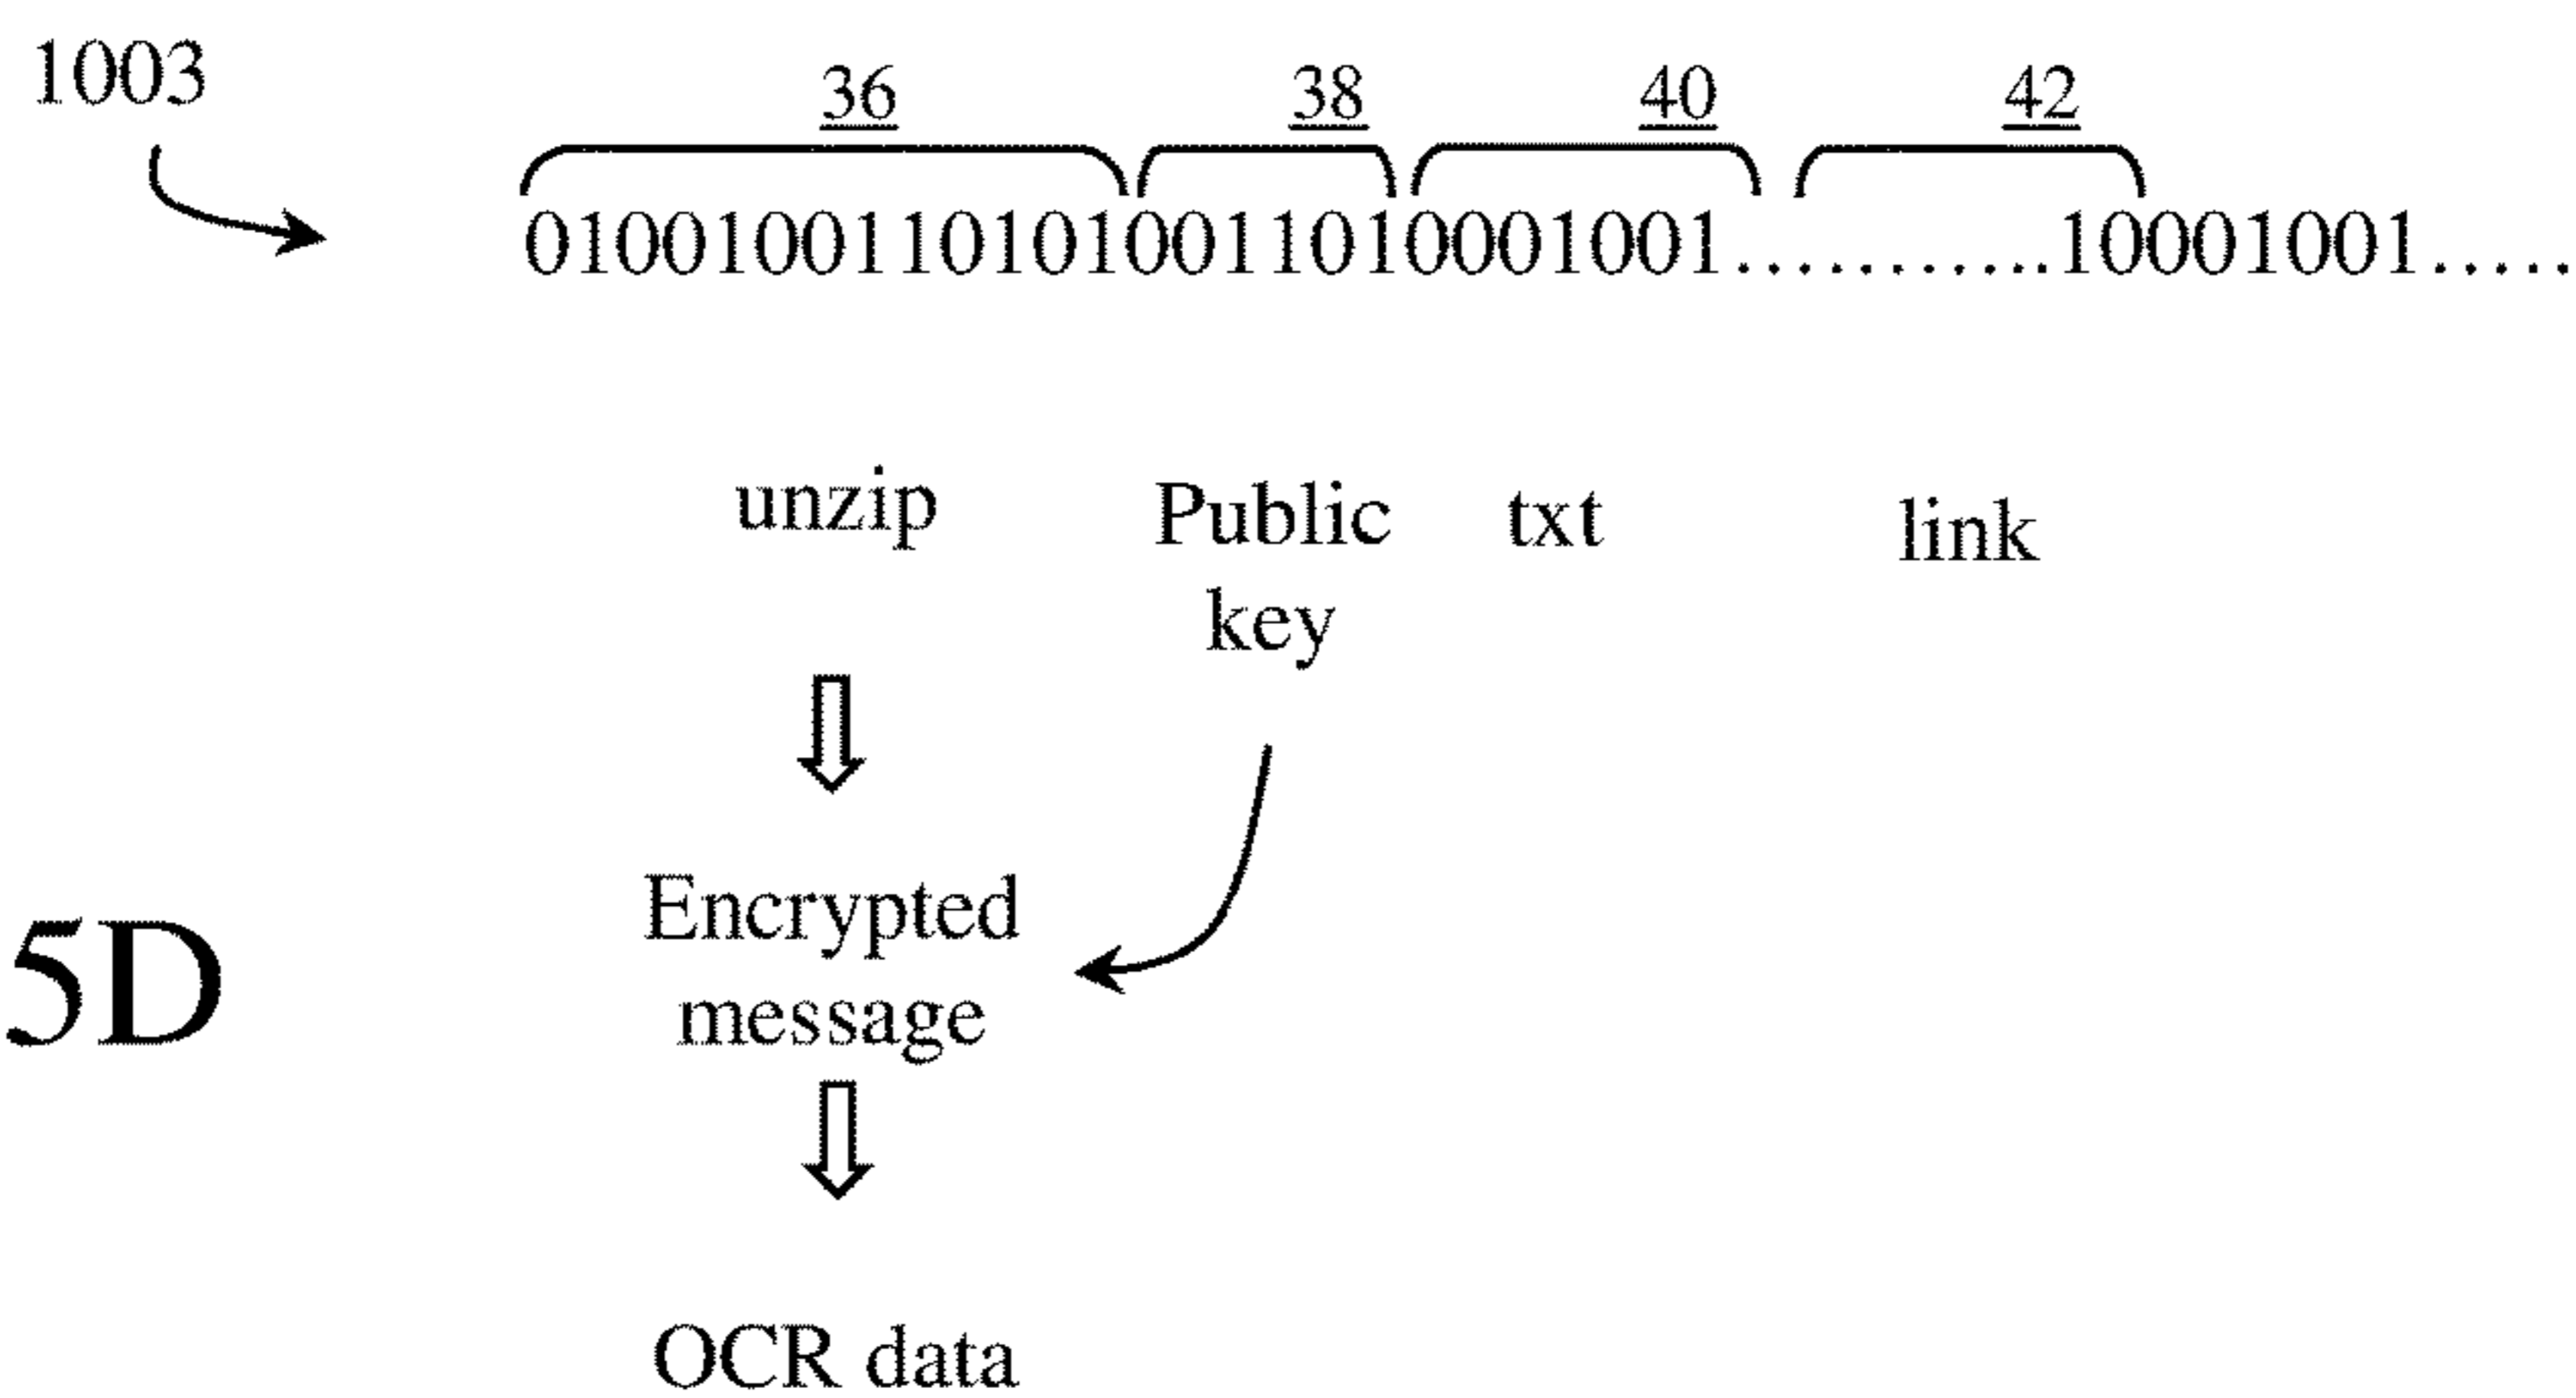 1003
36 38 40 42
01001001101010011010001001...........10001001.....
unzip Public txt link
key
Encrypted
message
5D
OCR data